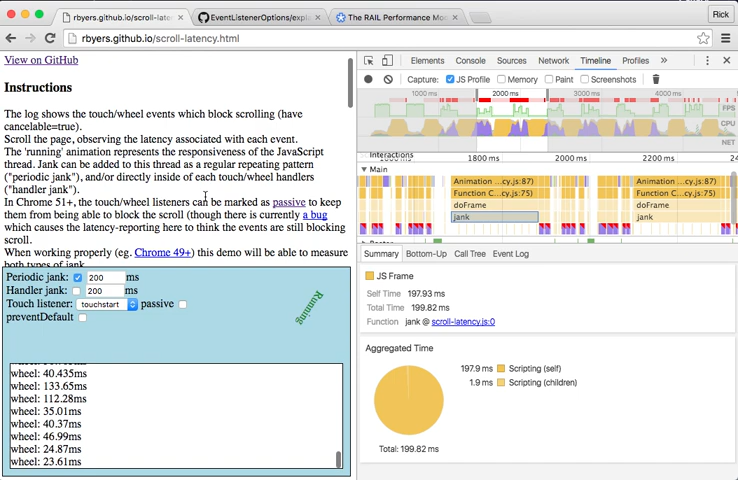 rbyers.github.io/scroll-late
EventListenerOptions/expla
The RAIL Performance Mod
Rick
rbyers.github.io/scroll-latency.html
View on GitHub
Instructions
The log shows the touch/wheel events which block scrolling (have
cancelable=true).
Scroll the page, observing the latency associated with each event.
The 'running' animation represents the responsiveness of the JavaScript
thread. Jank can be added to this thread as a regular repeating pattern
("periodic jank"), and/or directly inside of each touch/wheel handlers
("handler jank").
In Chrome 51+, the touch/wheel listeners can be marked as passive to keep
them from being able to block the scroll (though there is currently a bug
which causes the latency-reporting here to think the events are still blocking
scroll.
When working properly (eg. Chrome 49+) this demo will be able to measure
both types of jank.
Periodic jank: 200 ms
Handler jank: 200 ms
Touch listener: touchstart passive
preventDefault
Running
wheel: 40.435ms
wheel: 133.65ms
wheel: 112.28ms
wheel: 35.01ms
wheel: 40.37ms
wheel: 46.99ms
wheel: 24.87ms
wheel: 23.61ms
Elements Console Sources Network Timeline Profiles »
Capture: JS Profile Memory Paint Screenshots
1000 ms 2000 ms 3000 ms 4000 ms
FPS
CPU
NET
Interactions
1800 ms 2000 ms 2200 ms 24
Main
Animation ...cy.js:87) Animation ...cy.js:87)
Function C...cy.js:75) Function C...cy.js:75)
doFrame doFrame
jank jank
Summary Bottom-Up Call Tree Event Log
JS Frame
Self Time 197.93 ms
Total Time 199.82 ms
Function jank @ scroll-latency.js:0
Aggregated Time
197.9 ms Scripting (self)
1.9 ms Scripting (children)
Total: 199.82 ms